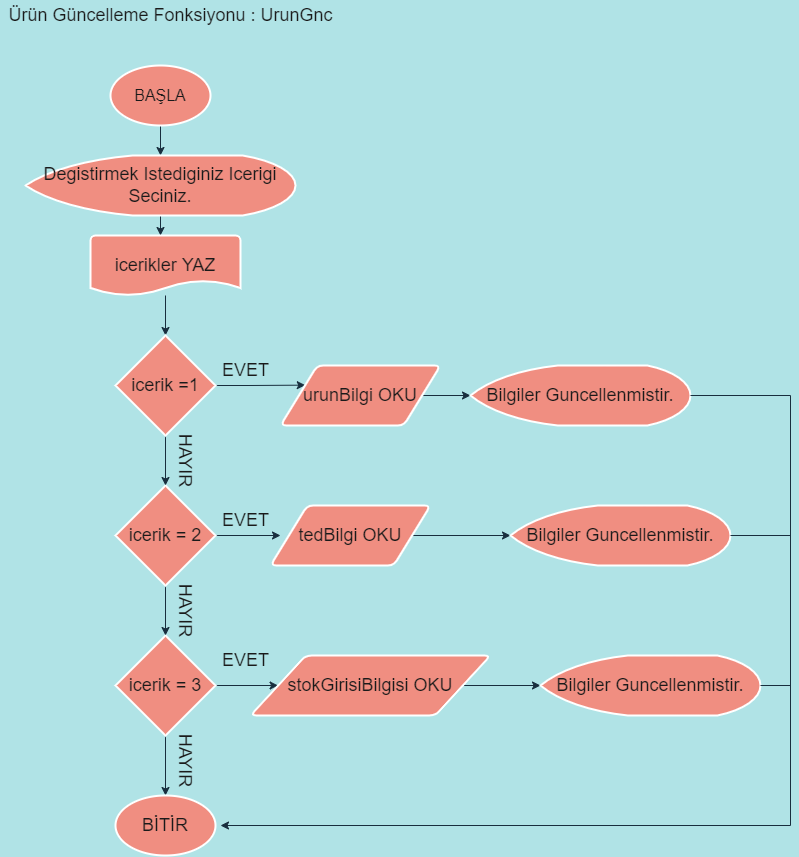 Ürün Güncelleme Fonksiyonu : UrunGnc
BAŞLA
Degistirmek Istediginiz Icerigi
Seciniz.
icerikler YAZ
icerik =1
EVET
urunBilgi OKU
Bilgiler Guncellenmistir.
HAYIR
icerik = 2
EVET
tedBilgi OKU
Bilgiler Guncellenmistir.
HAYIR
icerik = 3
EVET
stokGirisiBilgisi OKU
Bilgiler Guncellenmistir.
HAYIR
BİTİR